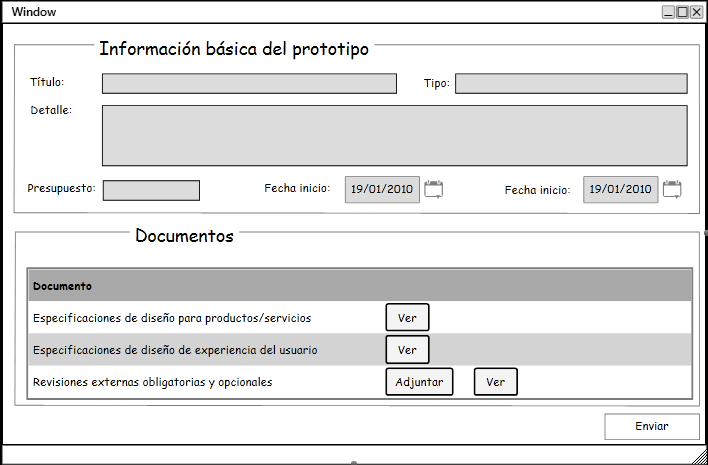 Window
Información básica del prototipo
Título:
Tipo:
Detalle:
Presupuesto:
Fecha inicio:
19/01/2010
Fecha inicio:
19/01/2010
Documentos
Documento
Especificaciones de diseño para productos/servicios
Ver
Especificaciones de diseño de experiencia del usuario
Ver
Revisiones externas obligatorias y opcionales
Adjuntar
Ver
Enviar